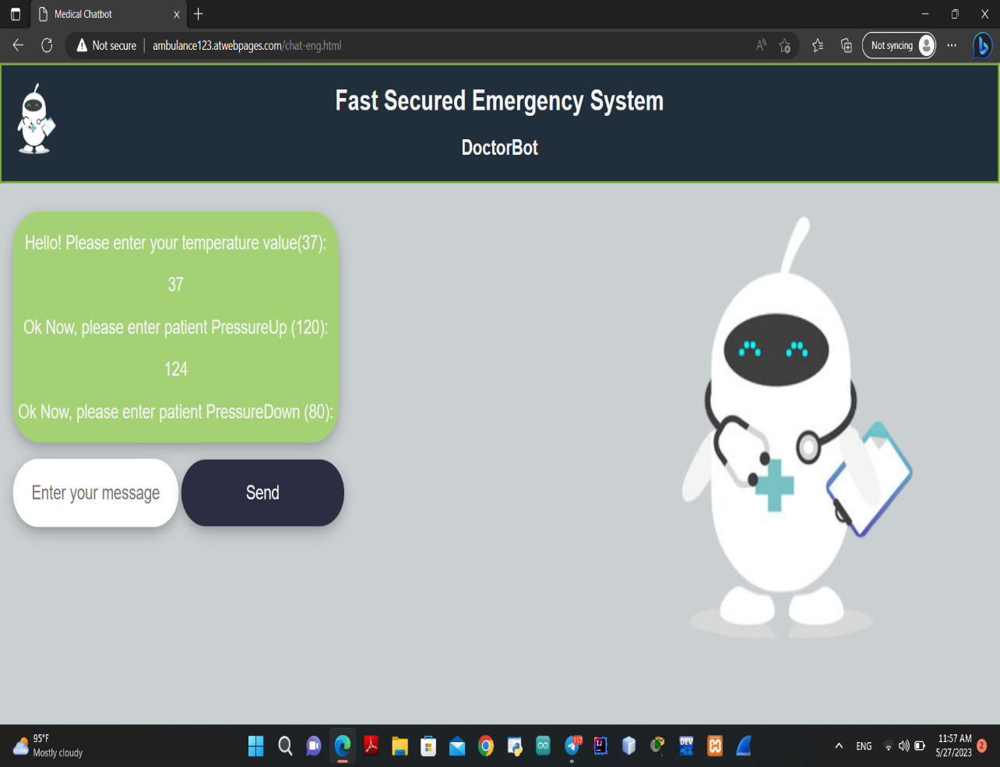 Medical Chatbot
Not secure | ambulance123.atwebpages.com/chat-eng.html
Not syncing
Fast Secured Emergency System
DoctorBot
Hello! Please enter your temperature value(37):
37
Ok Now, please enter patient PressureUp (120):
124
Ok Now, please enter patient PressureDown (80):
Enter your message
Send
95°F
Mostly cloudy
117
DEV
ENG
11:57 AM
5/27/2023
2